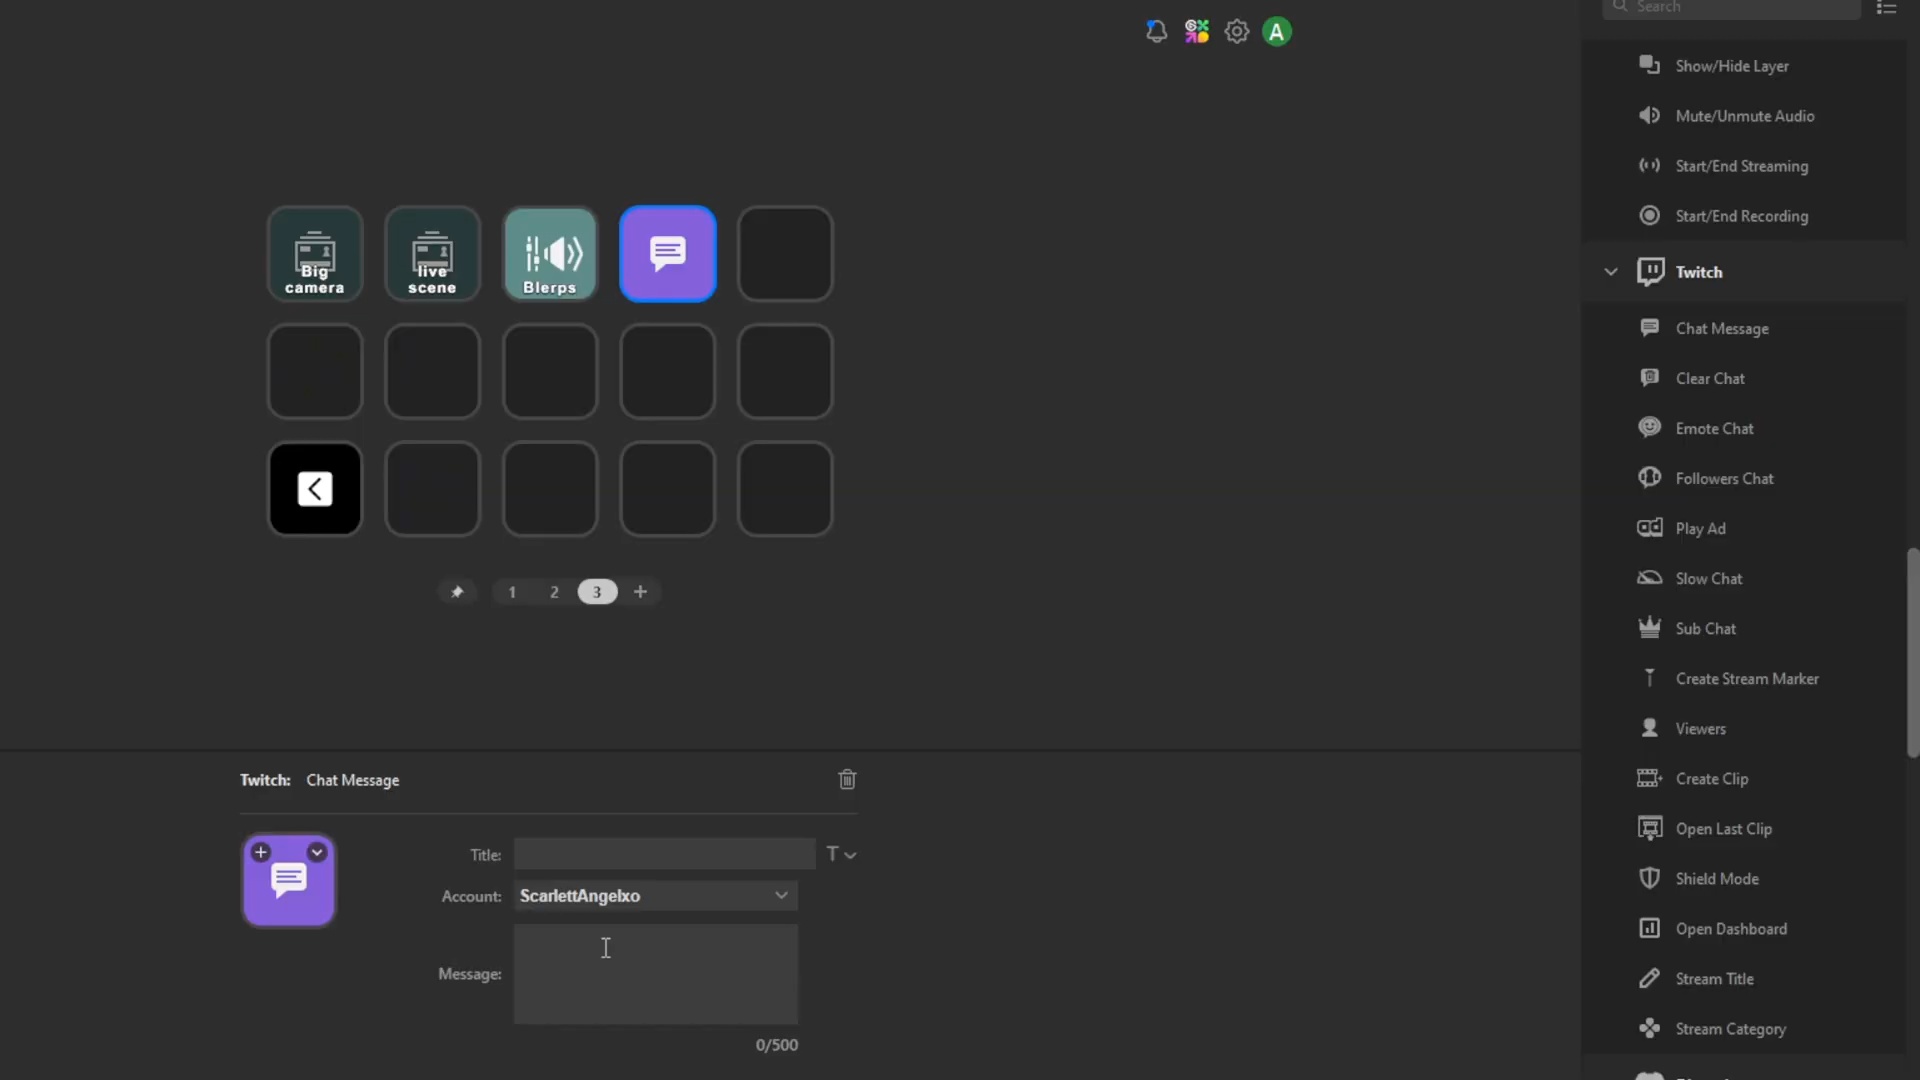 Search
A
Show/Hide Layer
Mute/Unmute Audio
Start/End Streaming
Start/End Recording
Twitch
Chat Message
Clear Chat
Emote Chat
Followers Chat
Play Ad
Slow Chat
Sub Chat
Create Stream Marker
Viewers
Create Clip
Open Last Clip
Shield Mode
Open Dashboard
Stream Title
Stream Category
Big
camera
live
scene
Blerps
1 2 3 +
Twitch: Chat Message
Title:
T
Account: ScarlettAngelxo
Message:
0/500